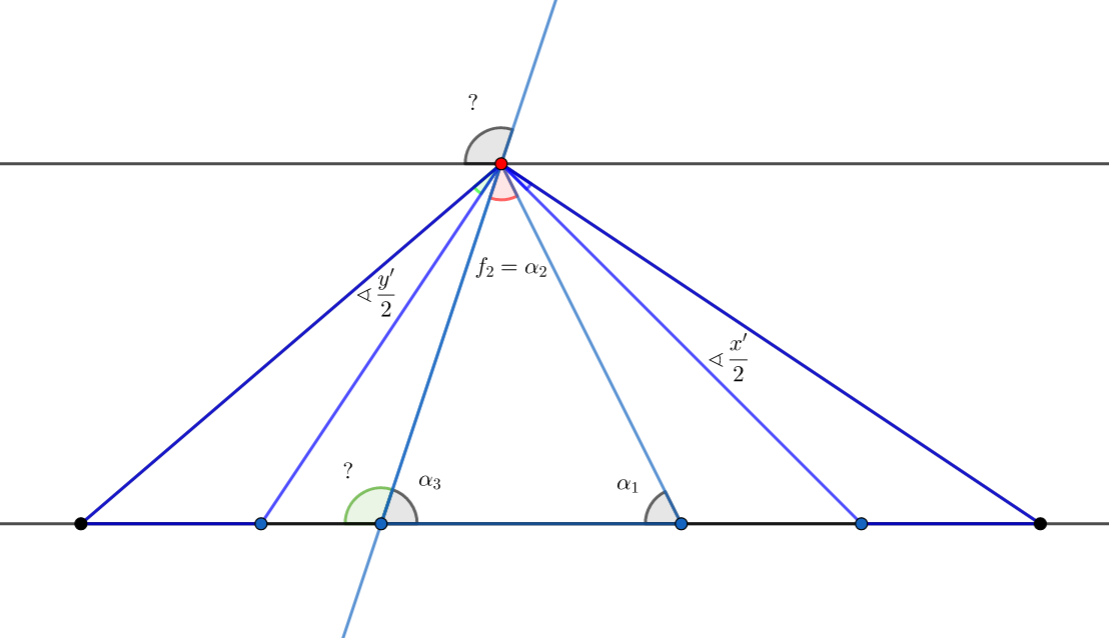 ?
f₂ = α₂
∢ y′/2
∢ x′/2
?
α₃
α₁